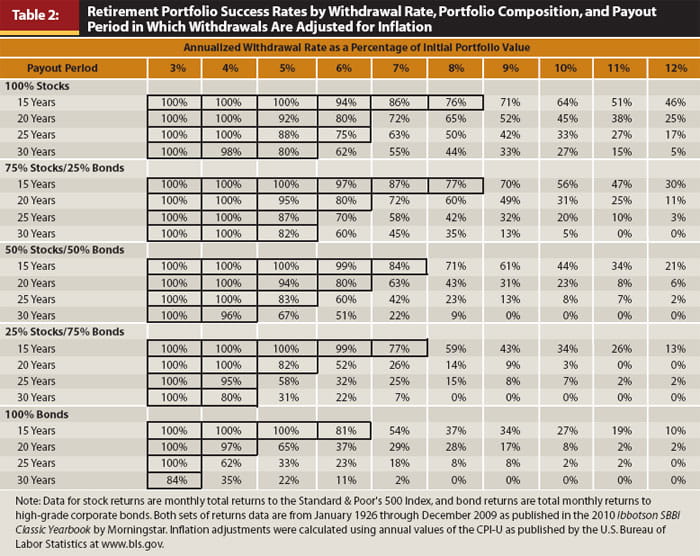 Table 2:
Retirement Portfolio Success Rates by Withdrawal Rate, Portfolio Composition, and Payout
Period in Which Withdrawals Are Adjusted for Inflation
Annualized Withdrawal Rate as a Percentage of Initial Portfolio Value
Payout Period 3% 4% 5% 6% 7% 8% 9% 10% 11% 12%
100% Stocks
15 Years 100% 100% 100% 94% 86% 76% 71% 64% 51% 46%
20 Years 100% 100% 92% 80% 72% 65% 52% 45% 38% 25%
25 Years 100% 100% 88% 75% 63% 50% 42% 33% 27% 17%
30 Years 100% 98% 80% 62% 55% 44% 33% 27% 15% 5%
75% Stocks/25% Bonds
15 Years 100% 100% 100% 97% 87% 77% 70% 56% 47% 30%
20 Years 100% 100% 95% 80% 72% 60% 49% 31% 25% 11%
25 Years 100% 100% 87% 70% 58% 42% 32% 20% 10% 3%
30 Years 100% 100% 82% 60% 45% 35% 13% 5% 0% 0%
50% Stocks/50% Bonds
15 Years 100% 100% 100% 99% 84% 71% 61% 44% 34% 21%
20 Years 100% 100% 94% 80% 63% 43% 31% 23% 8% 6%
25 Years 100% 100% 83% 60% 42% 23% 13% 8% 7% 2%
30 Years 100% 96% 67% 51% 22% 9% 0% 0% 0% 0%
25% Stocks/75% Bonds
15 Years 100% 100% 100% 99% 77% 59% 43% 34% 26% 13%
20 Years 100% 100% 82% 52% 26% 14% 9% 3% 0% 0%
25 Years 100% 95% 58% 32% 25% 15% 8% 7% 2% 2%
30 Years 100% 80% 31% 22% 7% 0% 0% 0% 0% 0%
100% Bonds
15 Years 100% 100% 100% 81% 54% 37% 34% 27% 19% 10%
20 Years 100% 97% 65% 37% 29% 28% 17% 8% 2% 2%
25 Years 100% 62% 33% 23% 18% 8% 8% 2% 2% 0%
30 Years 84% 35% 22% 11% 2% 0% 0% 0% 0% 0%
Note: Data for stock returns are monthly total returns to the Standard & Poor's 500 Index, and bond returns are total monthly returns to
high-grade corporate bonds. Both sets of returns data are from January 1926 through December 2009 as published in the 2010 Ibbotson SBBI
Classic Yearbook by Morningstar. Inflation adjustments were calculated using annual values of the CPI-U as published by the U.S. Bureau of
Labor Statistics at www.bls.gov.